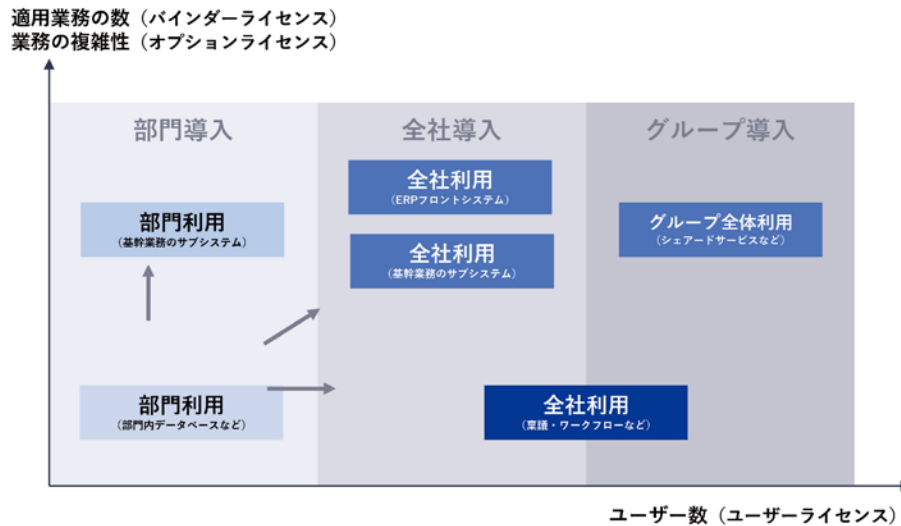 適用業務の数（バインダーライセンス）
業務の複雑性（オプションライセンス）
部門導入
全社導入
グループ導入
全社利用
（ERPフロントシステム）
部門利用
（基幹業務のサブシステム）
グループ全体利用
（シェアードサービスなど）
全社利用
（基幹業務のサブシステム）
部門利用
（部門内データベースなど）
全社利用
（稟議・ワークフローなど）
ユーザー数（ユーザーライセンス）